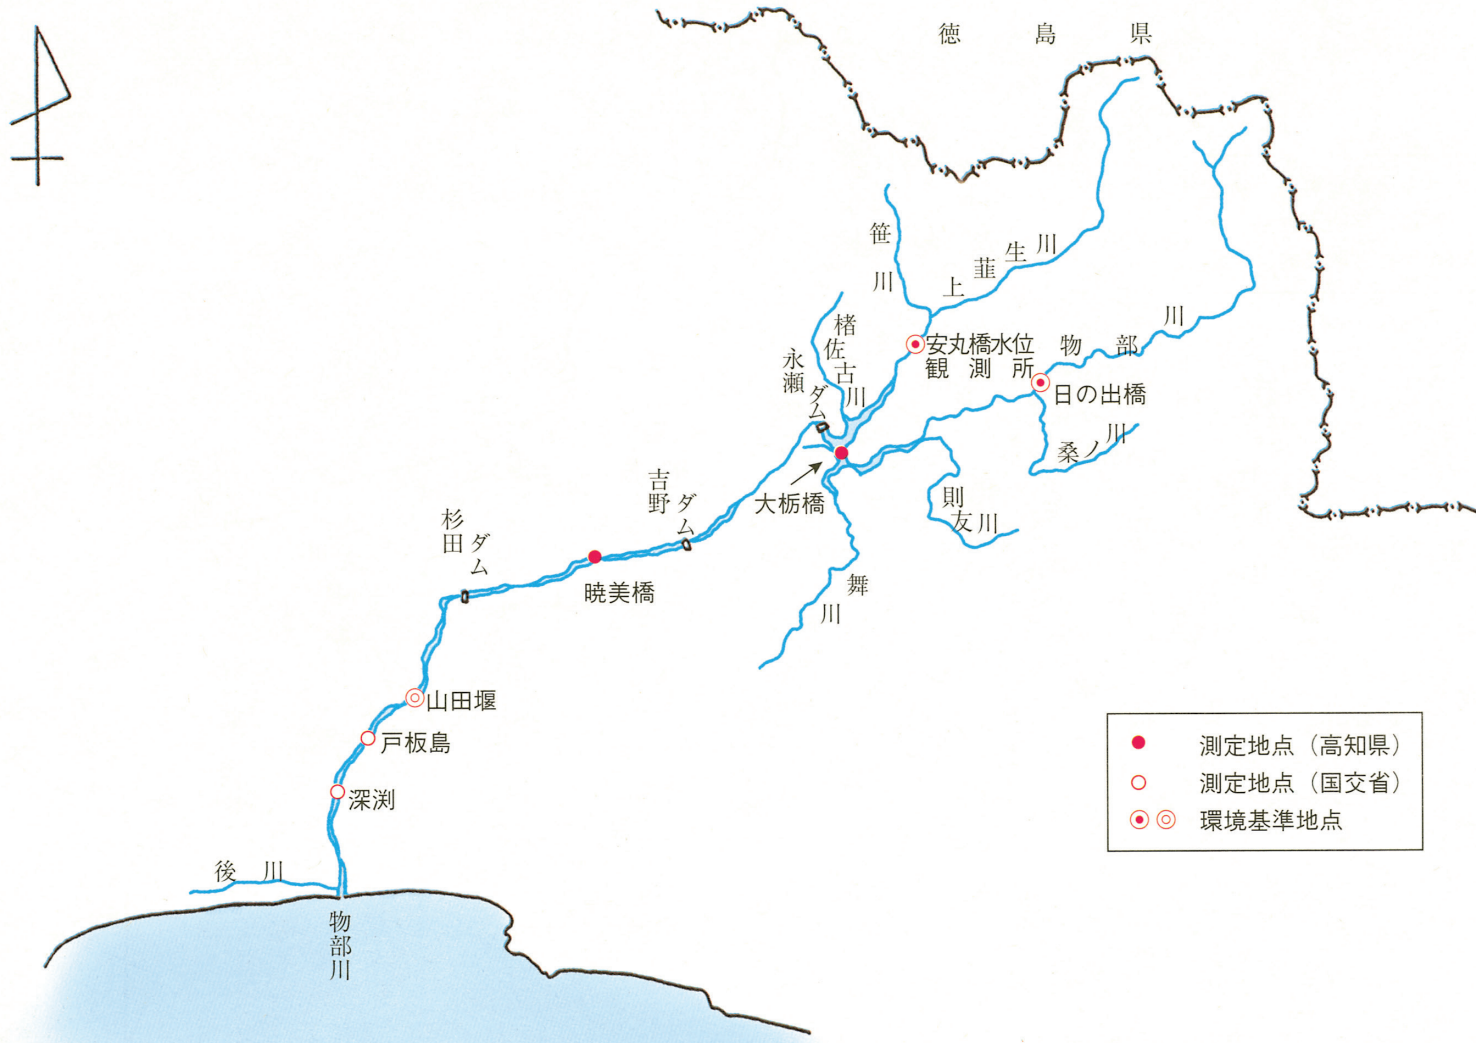 徳島県
笹川
上韮生川
楮佐古川
永瀬ダム
安丸橋水位
観測所
物部川
日の出橋
桑ノ川
大栃橋
則友川
舞川
吉野ダム
杉田ダム
暁美橋
山田堰
戸板島
深渕
後川
物部川
測定地点（高知県）
測定地点（国交省）
環境基準地点